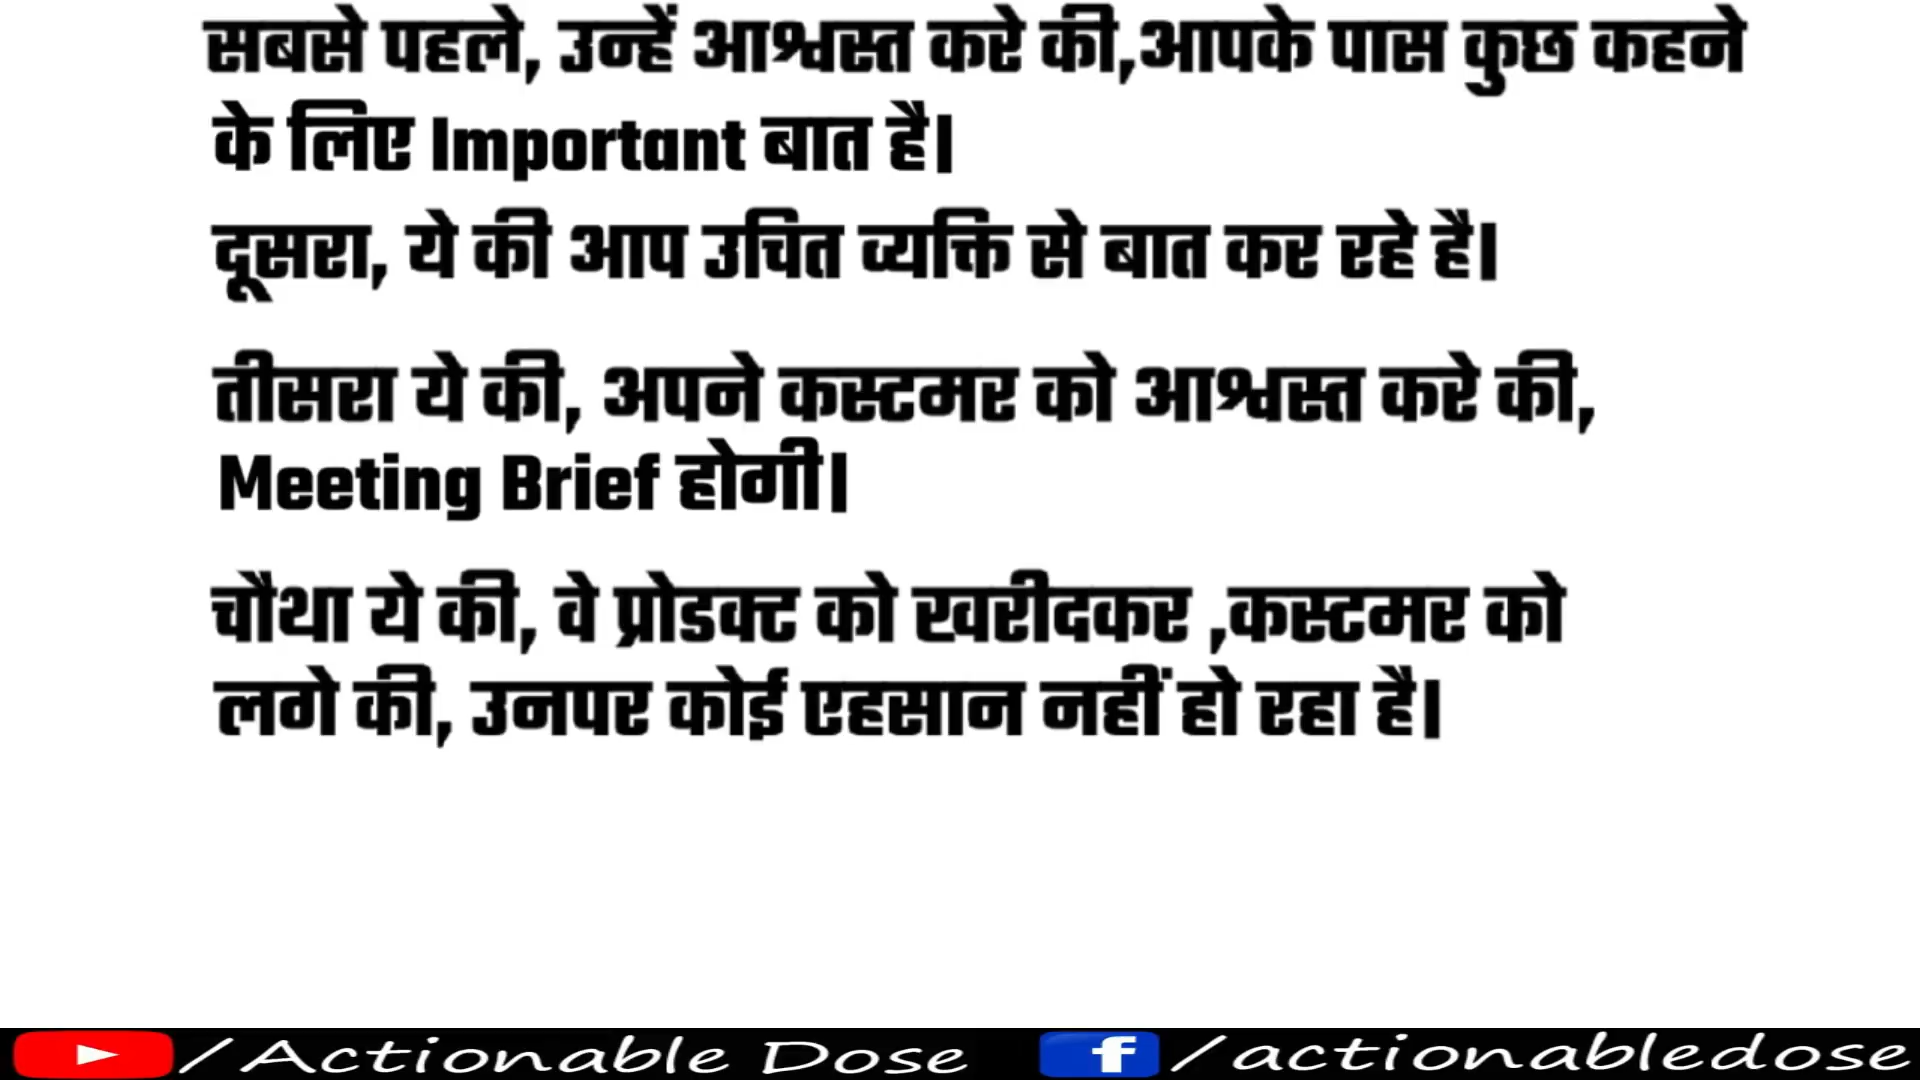 सबसे पहले, उन्हें आश्वस्त करे की,आपके पास कुछ कहने
के लिए Important बात है।
दूसरा, ये की आप उचित व्यक्ति से बात कर रहे है।
तीसरा ये की, अपने कस्टमर को आश्वस्त करे की,
Meeting Brief होगी।
चौथा ये की, वे प्रोडक्ट को खरीदकर ,कस्टमर को
लगे की, उनपर कोई एहसान नहीं हो रहा है।
/Actionable Dose f/actionabledose